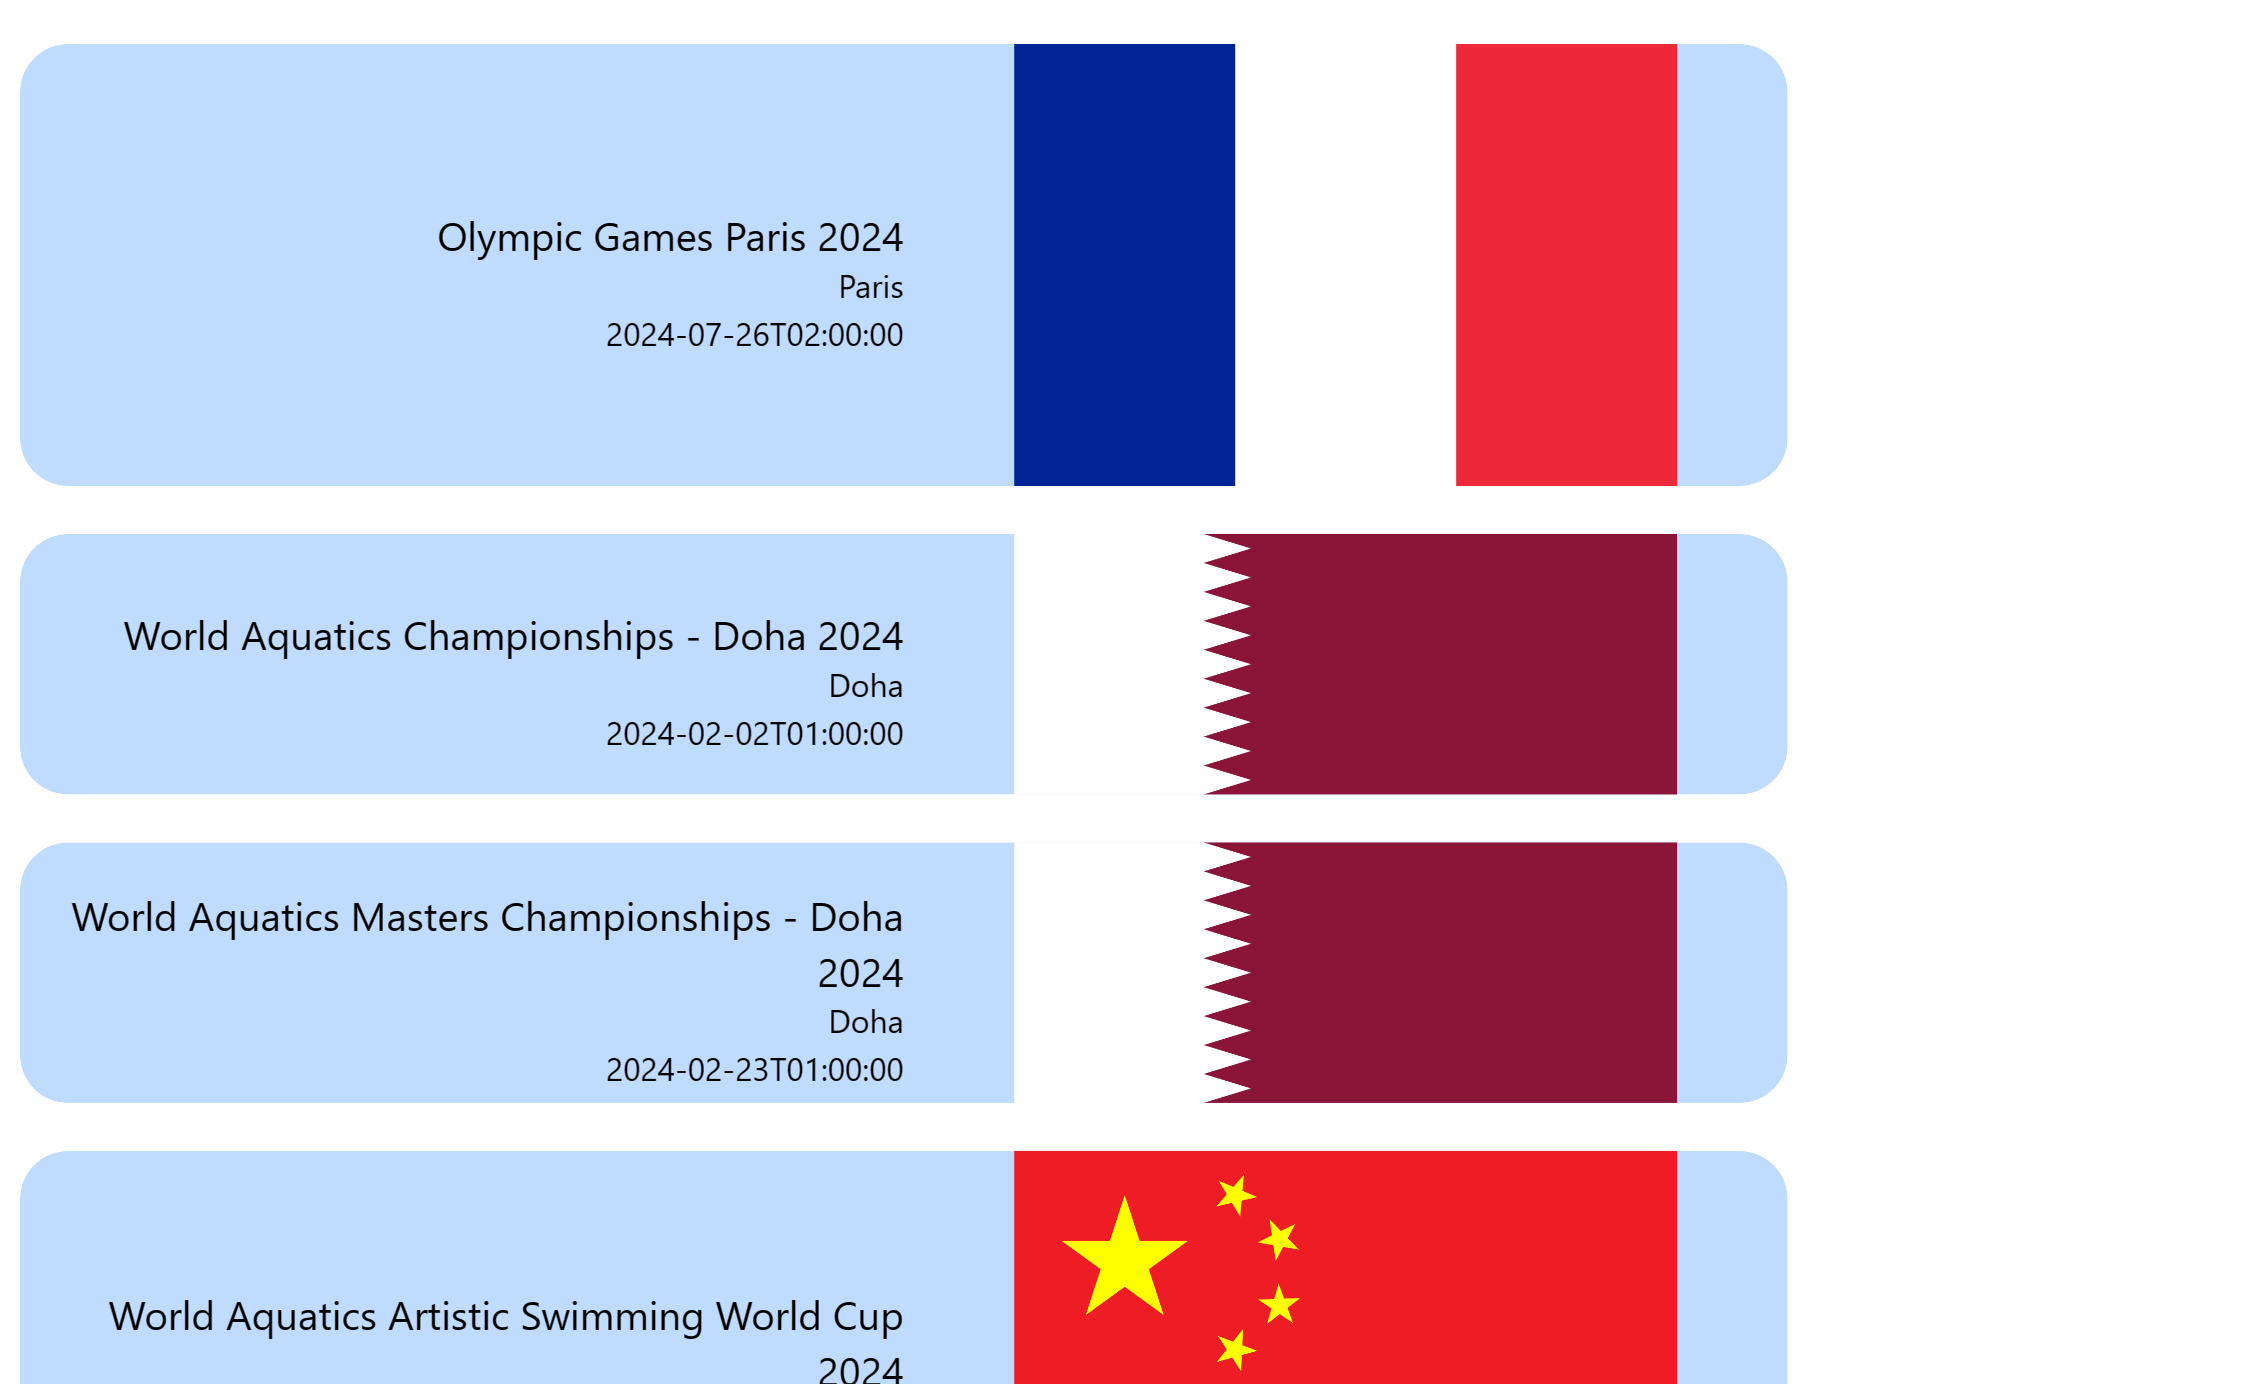 Olympic Games Paris 2024
Paris
2024-07-26T02:00:00
World Aquatics Championships - Doha 2024
Doha
2024-02-02T01:00:00
World Aquatics Masters Championships - Doha
2024
Doha
2024-02-23T01:00:00
World Aquatics Artistic Swimming World Cup
2024